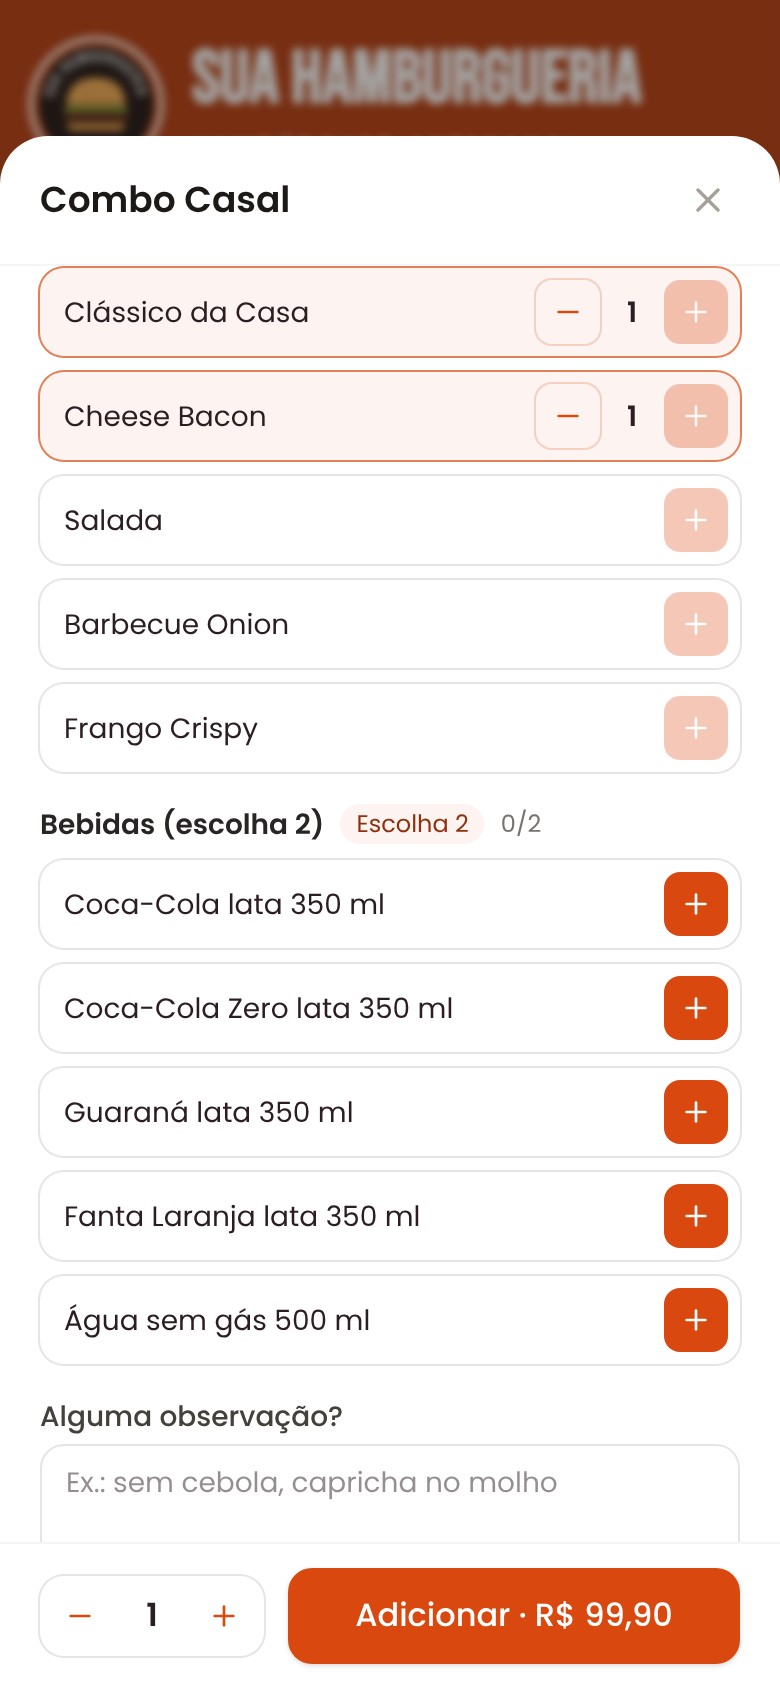 SUA HAMBURGUERIA
Combo Casal
Clássico da Casa
1
Cheese Bacon
1
Salada
Barbecue Onion
Frango Crispy
Bebidas (escolha 2) Escolha 2 0/2
Coca-Cola lata 350 ml
Coca-Cola Zero lata 350 ml
Guaraná lata 350 ml
Fanta Laranja lata 350 ml
Água sem gás 500 ml
Alguma observação?
Ex.: sem cebola, capricha no molho
1
Adicionar · R$ 99,90